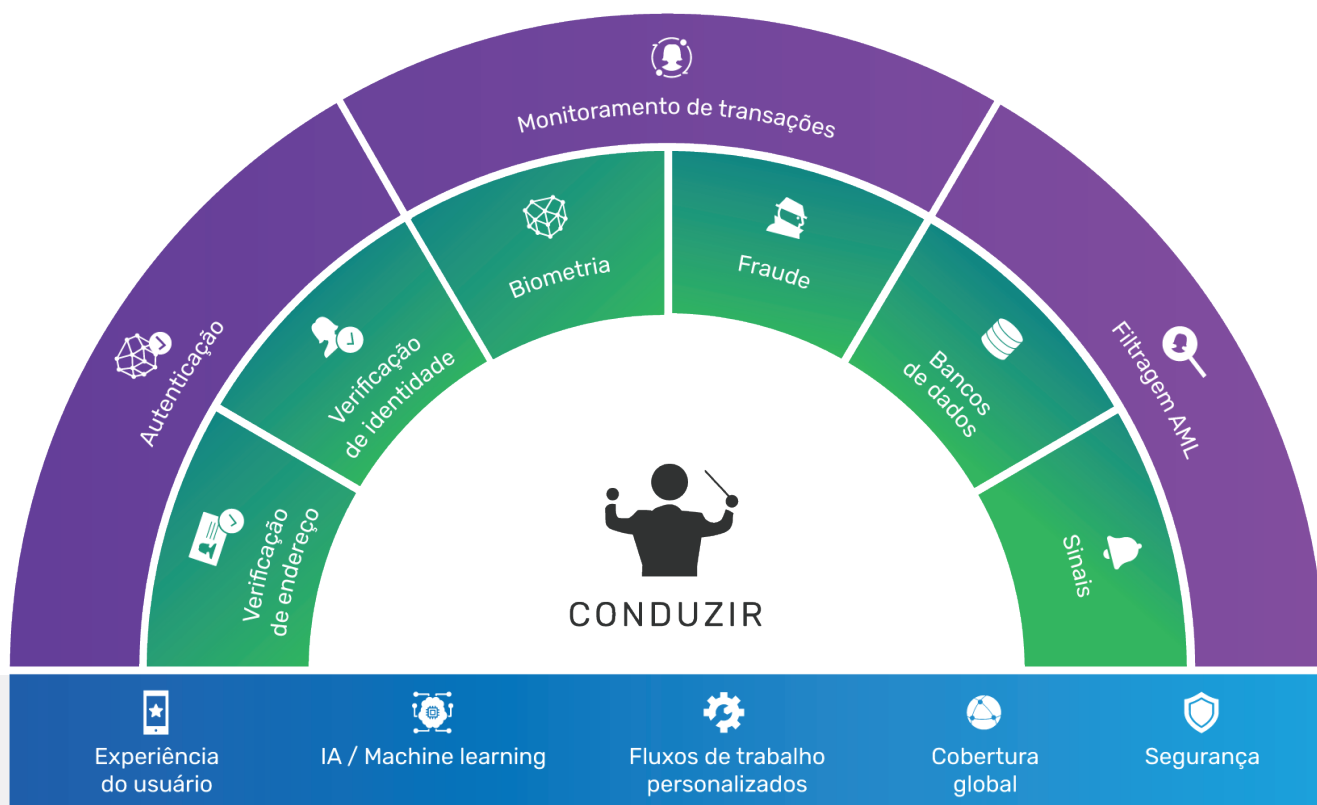 Monitoramento de transações
Autenticação
Filtragem AML
Verificação
de endereço
Verificação
de identidade
Biometria
Fraude
Bancos
de dados
Sinais
CONDUZIR
Experiência
do usuário
IA / Machine learning
Fluxos de trabalho
personalizados
Cobertura
global
Segurança